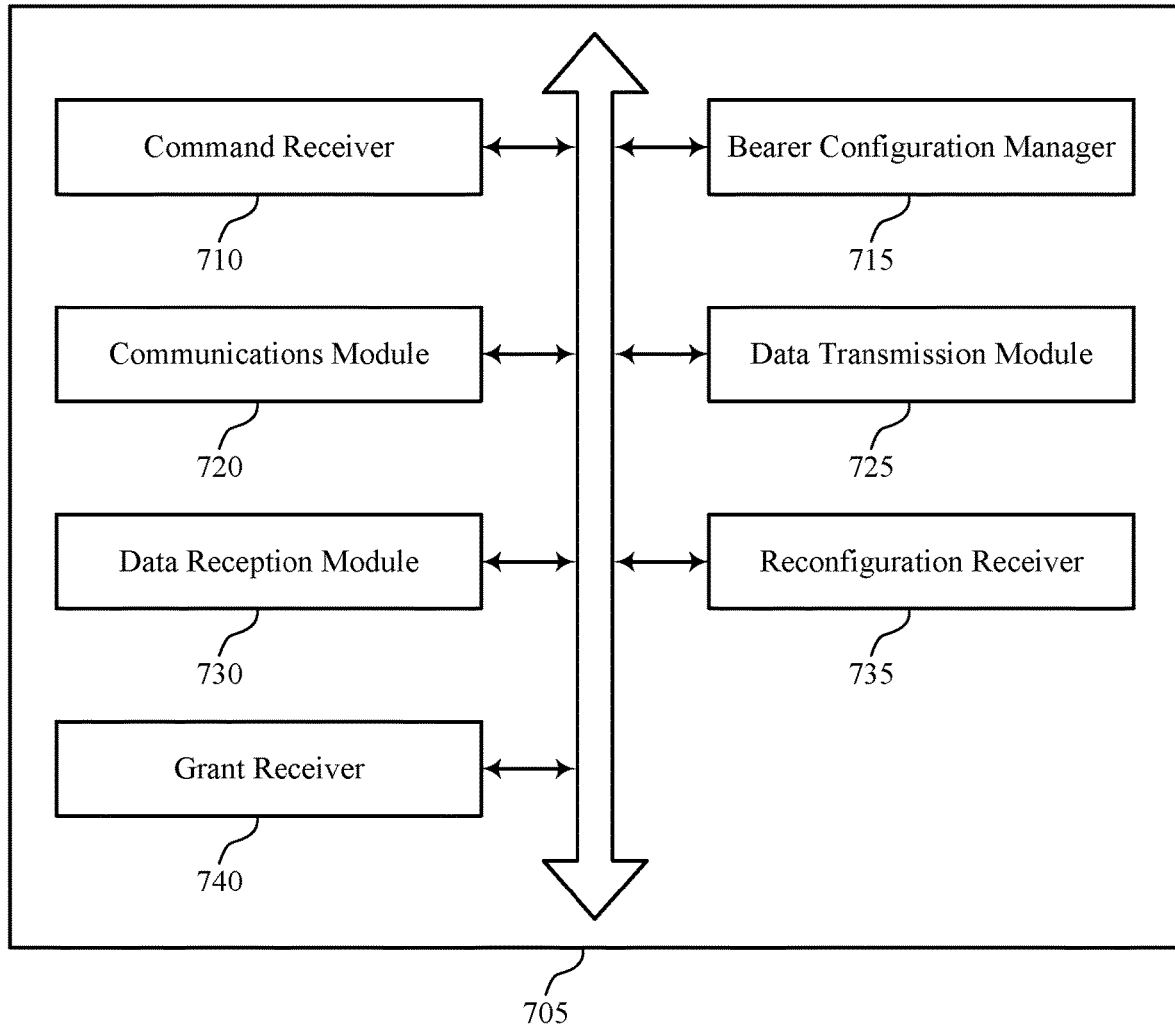 Command Receiver
710
Bearer Configuration Manager
715
Communications Module
720
Data Transmission Module
725
Data Reception Module
730
Reconfiguration Receiver
735
Grant Receiver
740
705